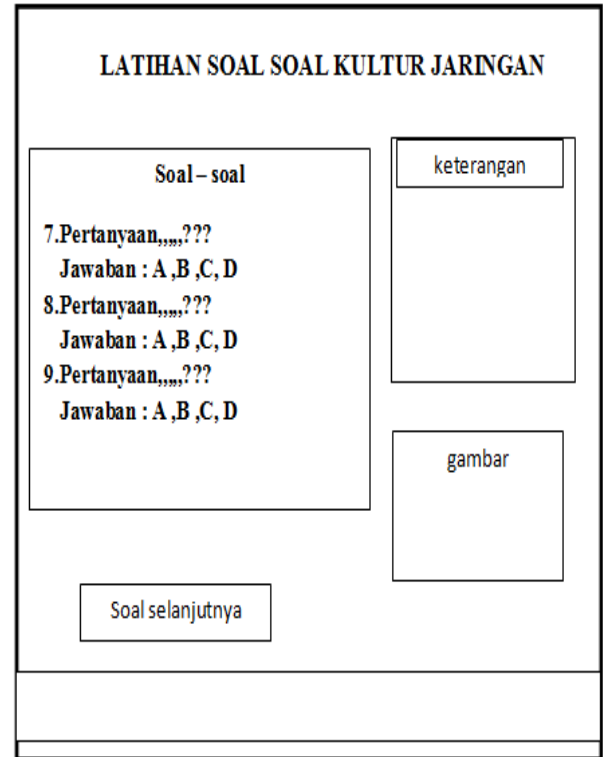 LATIHAN SOAL SOAL KULTUR JARINGAN
Soal – soal
7.Pertanyaan,,,,,???
Jawaban : A ,B ,C, D
8.Pertanyaan,,,,,???
Jawaban : A ,B ,C, D
9.Pertanyaan,,,,,???
Jawaban : A ,B ,C, D
keterangan
gambar
Soal selanjutnya